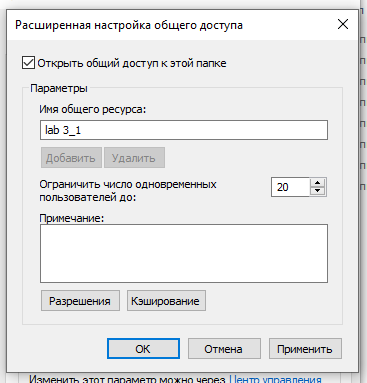 Расширенная настройка общего доступа
Открыть общий доступ к этой папке
Параметры
Имя общего ресурса:
lab 3_1
Добавить
Удалить
Ограничить число одновременных
пользователей до:
20
Примечание:
Разрешения
Кэширование
ОК
Отмена
Применить
Изменить этот параметр можно через Центр управления